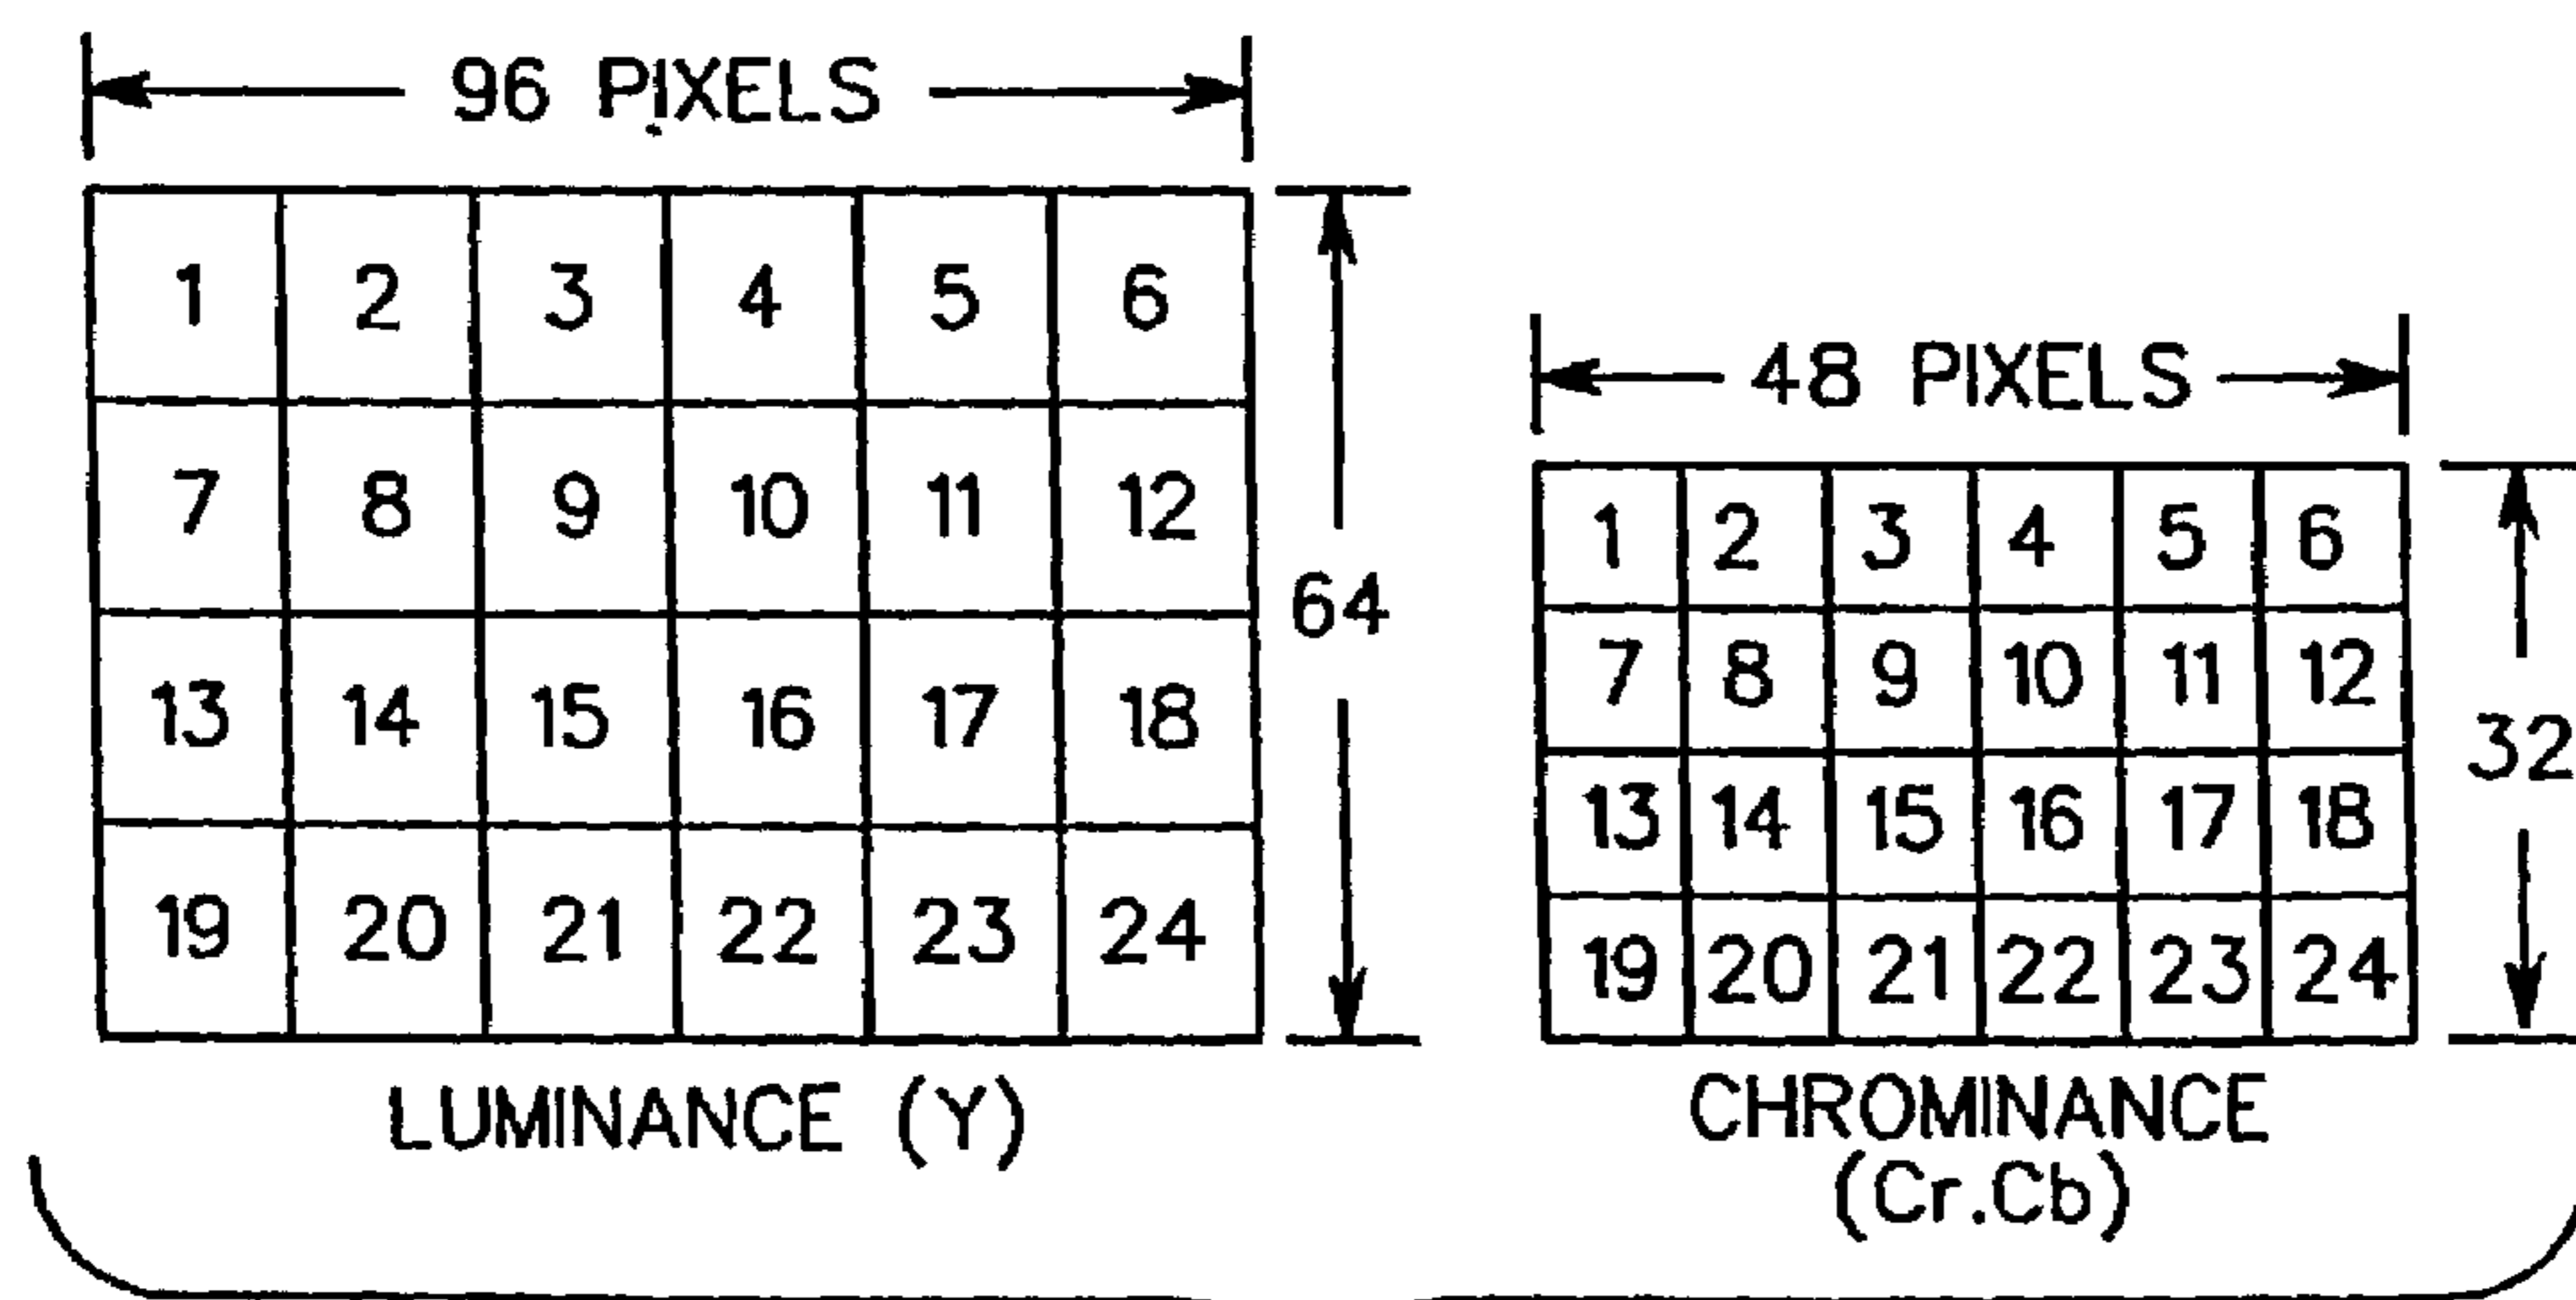 96 PIXELS
1 2 3 4 5 6
7 8 9 10 11 12
13 14 15 16 17 18
19 20 21 22 23 24
64
LUMINANCE (Y)
48 PIXELS
1 2 3 4 5 6
7 8 9 10 11 12
13 14 15 16 17 18
19 20 21 22 23 24
32
CHROMINANCE
(Cr.Cb)